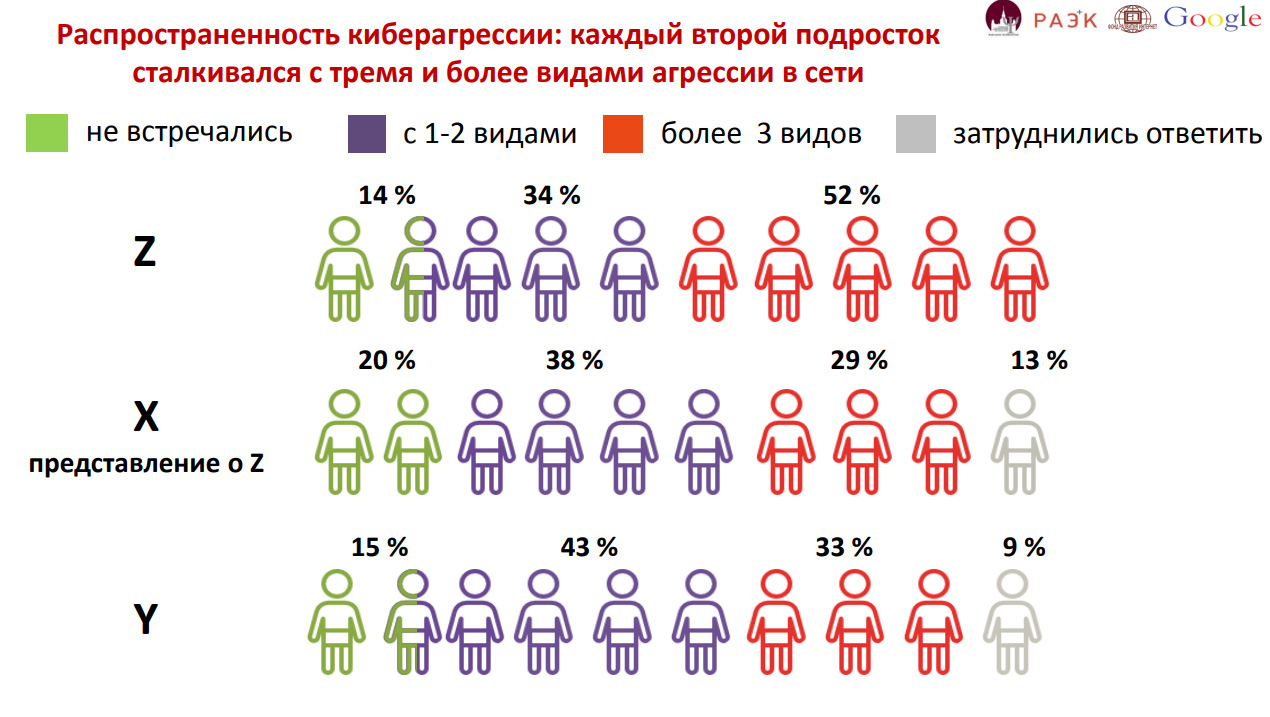 РАЭК
Google
Распространенность киберагрессии: каждый второй подросток
сталкивался с тремя и более видами агрессии в сети
не встречались
с 1-2 видами
более 3 видов
затруднились ответить
14 %
34 %
52 %
Z
20 %
38 %
29 %
13 %
X
представление о Z
15 %
43 %
33 %
9 %
Y